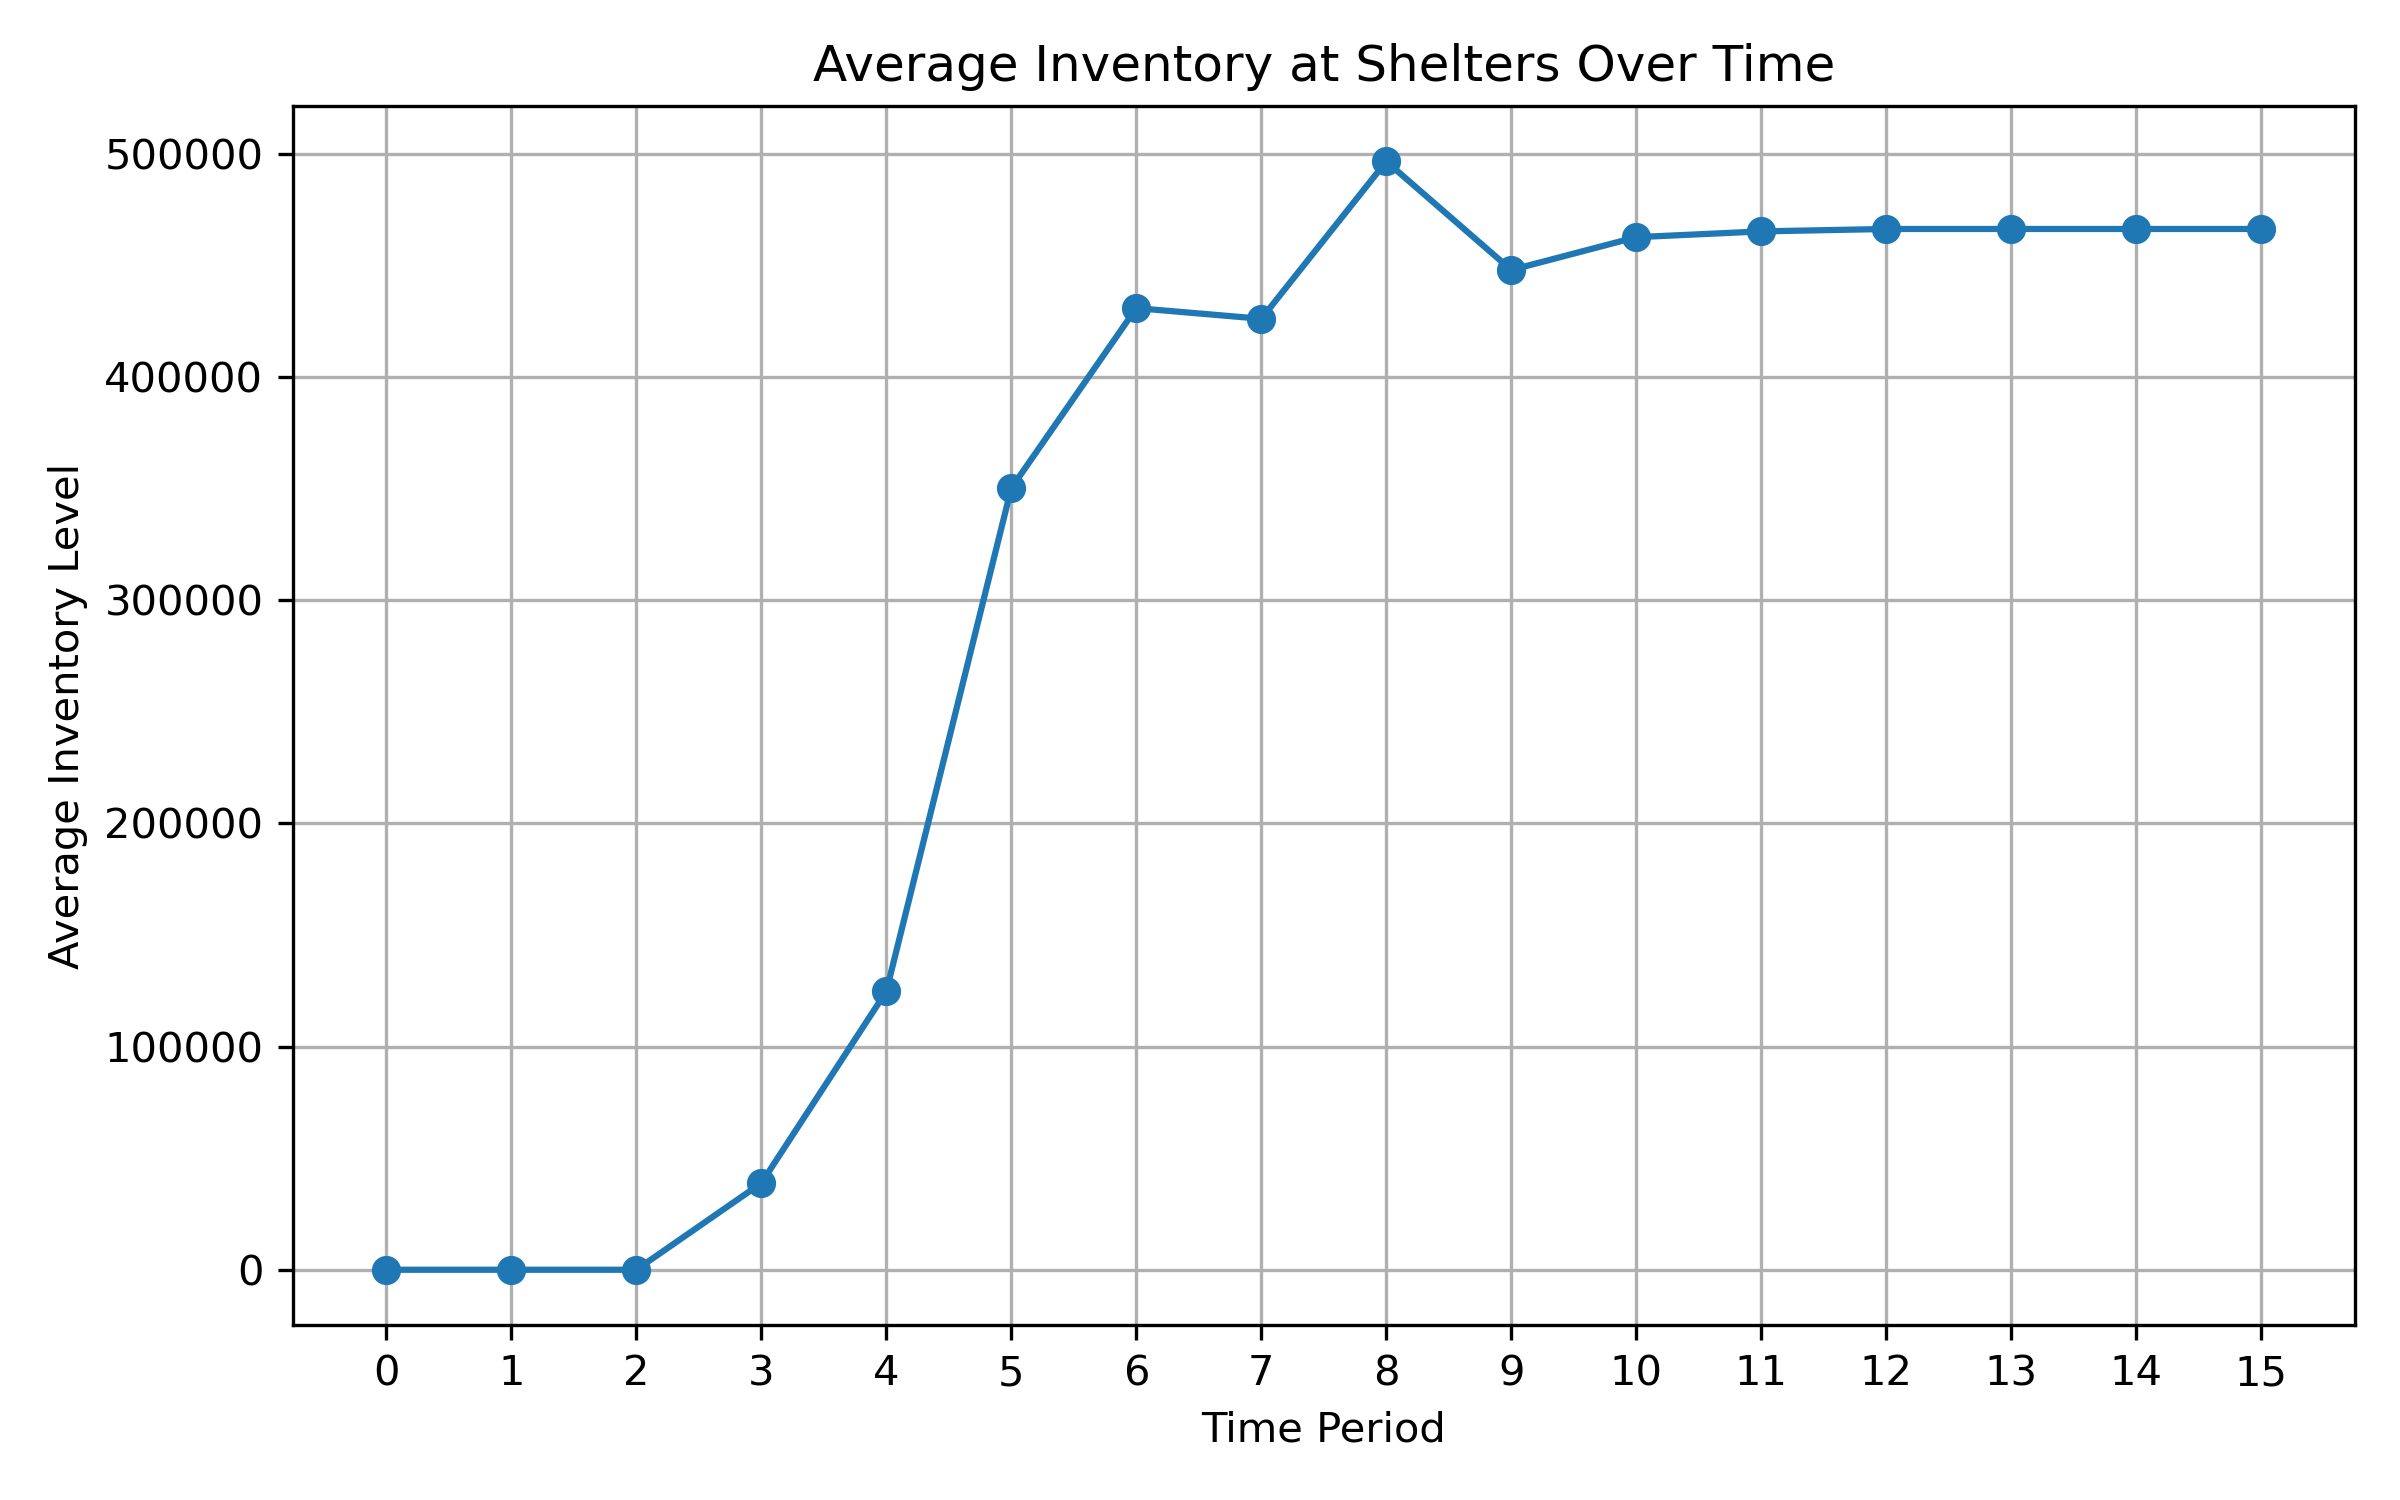 Average Inventory at Shelters Over Time
500000
400000
300000
200000
100000
0
Average Inventory Level
0 1 2 3 4 5 6 7 8 9 10 11 12 13 14 15
Time Period